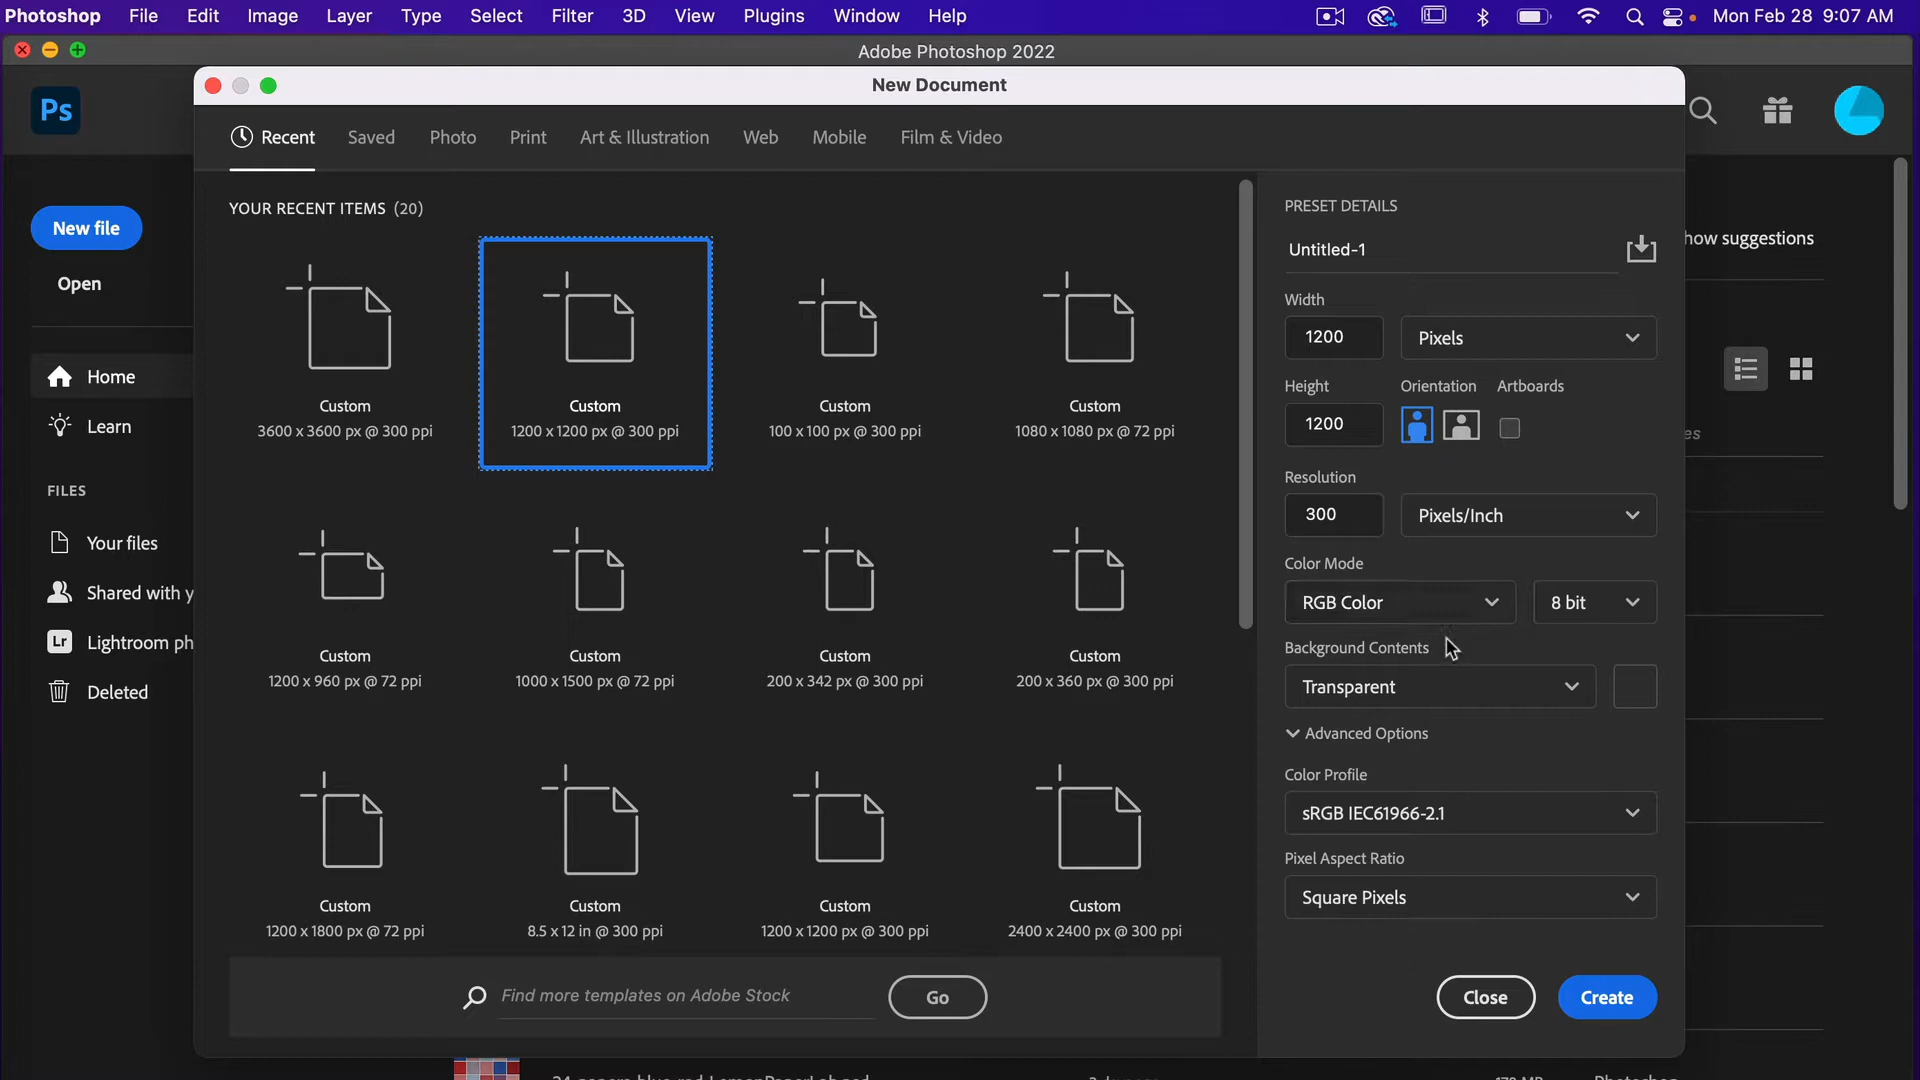 Photoshop File Edit Image Layer Type Select Filter 3D View Plugins Window Help Mon Feb 28 9:07 AM
Adobe Photoshop 2022
New Document
Ps
Recent Saved Photo Print Art & Illustration Web Mobile Film & Video
New file
Open
Home
Learn
FILES
Your files
Shared with y
Lr Lightroom ph
Deleted
YOUR RECENT ITEMS (20)
Custom Custom Custom Custom
3600 x 3600 px @ 300 ppi 1200 x 1200 px @ 300 ppi 100 x 100 px @ 300 ppi 1080 x 1080 px @ 72 ppi
Custom Custom Custom Custom
1200 x 960 px @ 72 ppi 1000 x 1500 px @ 72 ppi 200 x 342 px @ 300 ppi 200 x 360 px @ 300 ppi
Custom Custom Custom Custom
1200 x 1800 px @ 72 ppi 8.5 x 12 in @ 300 ppi 1200 x 1200 px @ 300 ppi 2400 x 2400 px @ 300 ppi
Find more templates on Adobe Stock Go
PRESET DETAILS
Untitled-1
Width
1200 Pixels
Height Orientation Artboards
1200
Resolution
300 Pixels/Inch
Color Mode
RGB Color 8 bit
Background Contents
Transparent
Advanced Options
Color Profile
sRGB IEC61966-2.1
Pixel Aspect Ratio
Square Pixels
Close Create
how suggestions
es